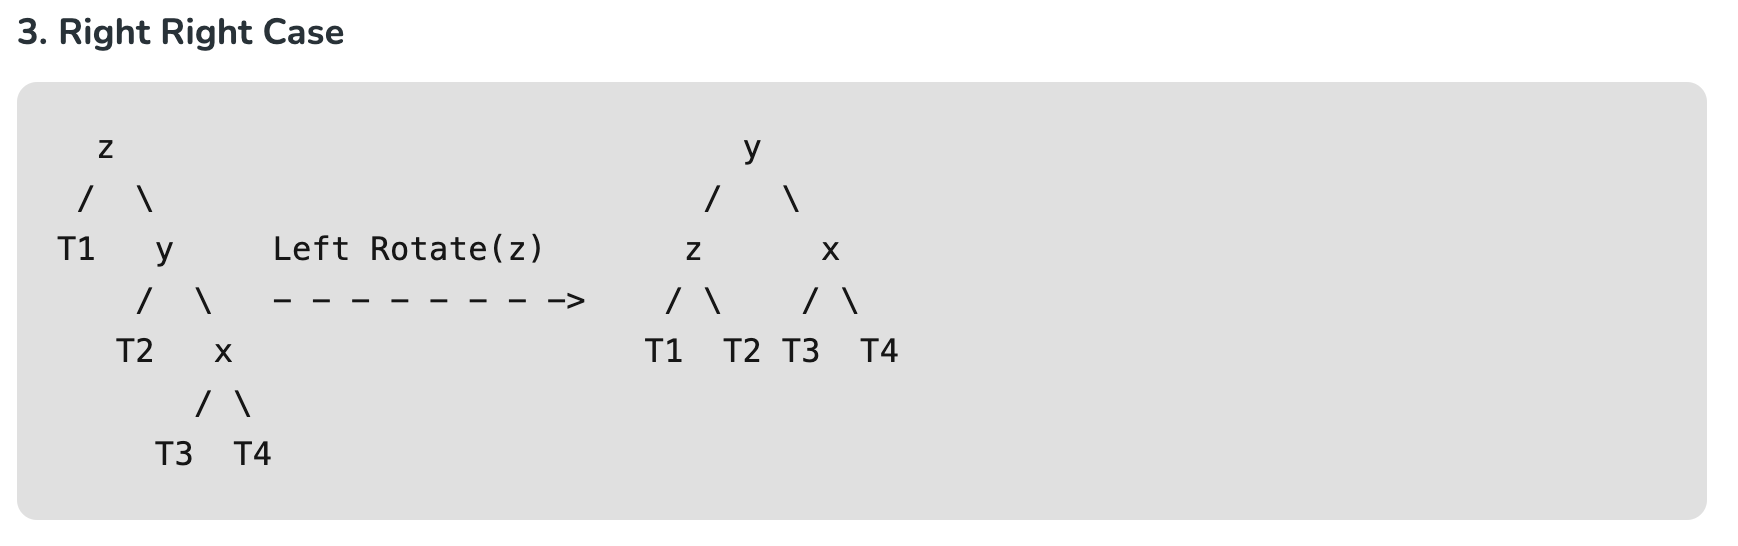 3. Right Right Case
  z                                y
 /  \                            /   \
T1   y     Left Rotate(z)       z      x
    /  \   - - - - - - - ->    / \    / \
   T2   x                     T1  T2 T3  T4
       / \
     T3  T4